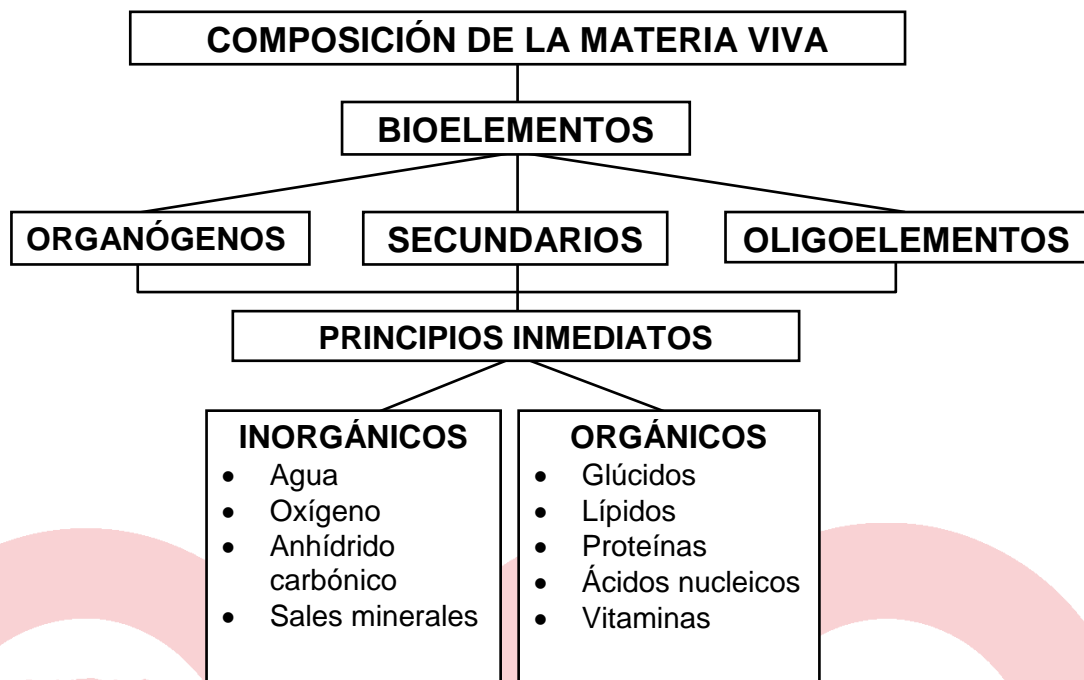 COMPOSICIÓN DE LA MATERIA VIVA
BIOELEMENTOS
ORGANÓGENOS
SECUNDARIOS
OLIGOELEMENTOS
PRINCIPIOS INMEDIATOS
INORGÁNICOS
• Agua
• Oxígeno
• Anhídrido
carbónico
• Sales minerales
ORGÁNICOS
• Glúcidos
• Lípidos
• Proteínas
• Ácidos nucleicos
• Vitaminas